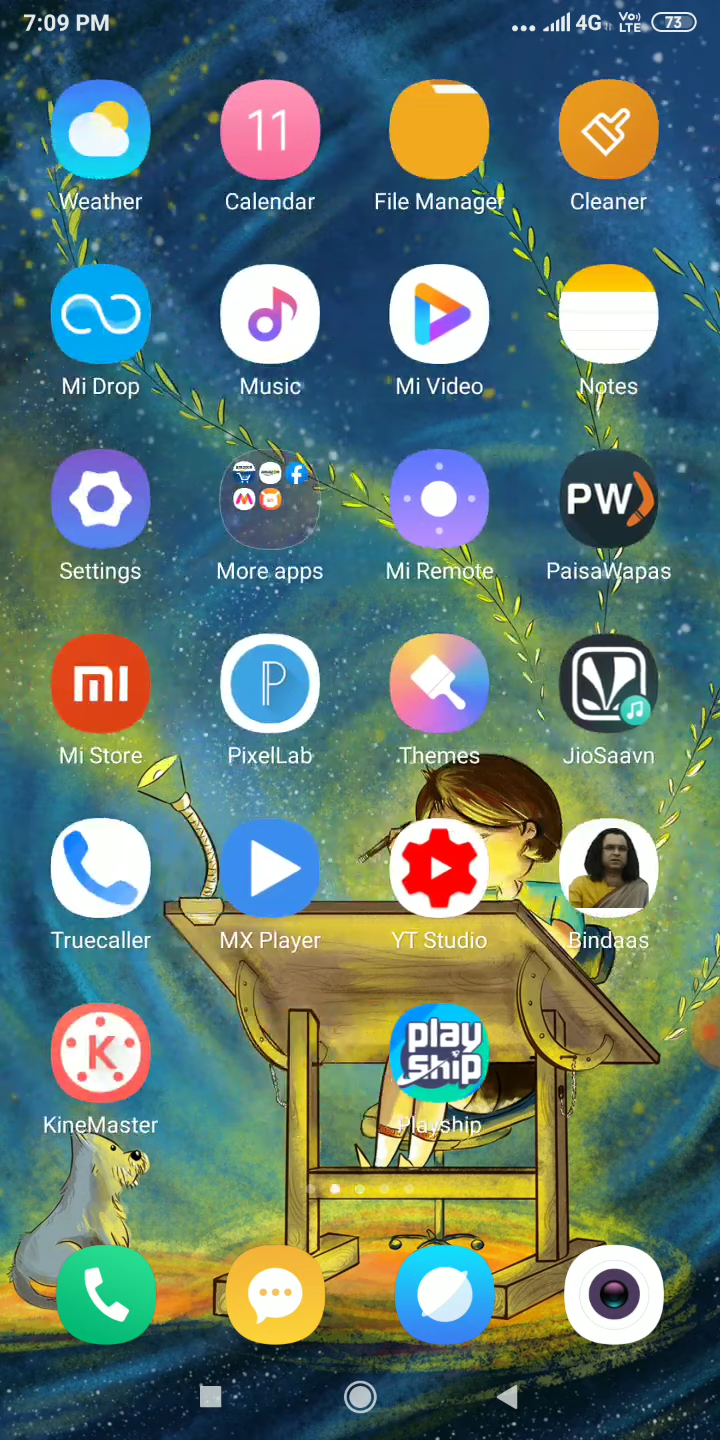 7:09 PM 4G Vo) LTE 73
11
Weather Calendar File Manager Cleaner
Mi Drop Music Mi Video Notes
PW
Settings More apps Mi Remote PaisaWapas
mi P
Mi Store PixelLab Themes JioSaavn
Truecaller MX Player YT Studio Bindaas
K play ship
KineMaster Playship